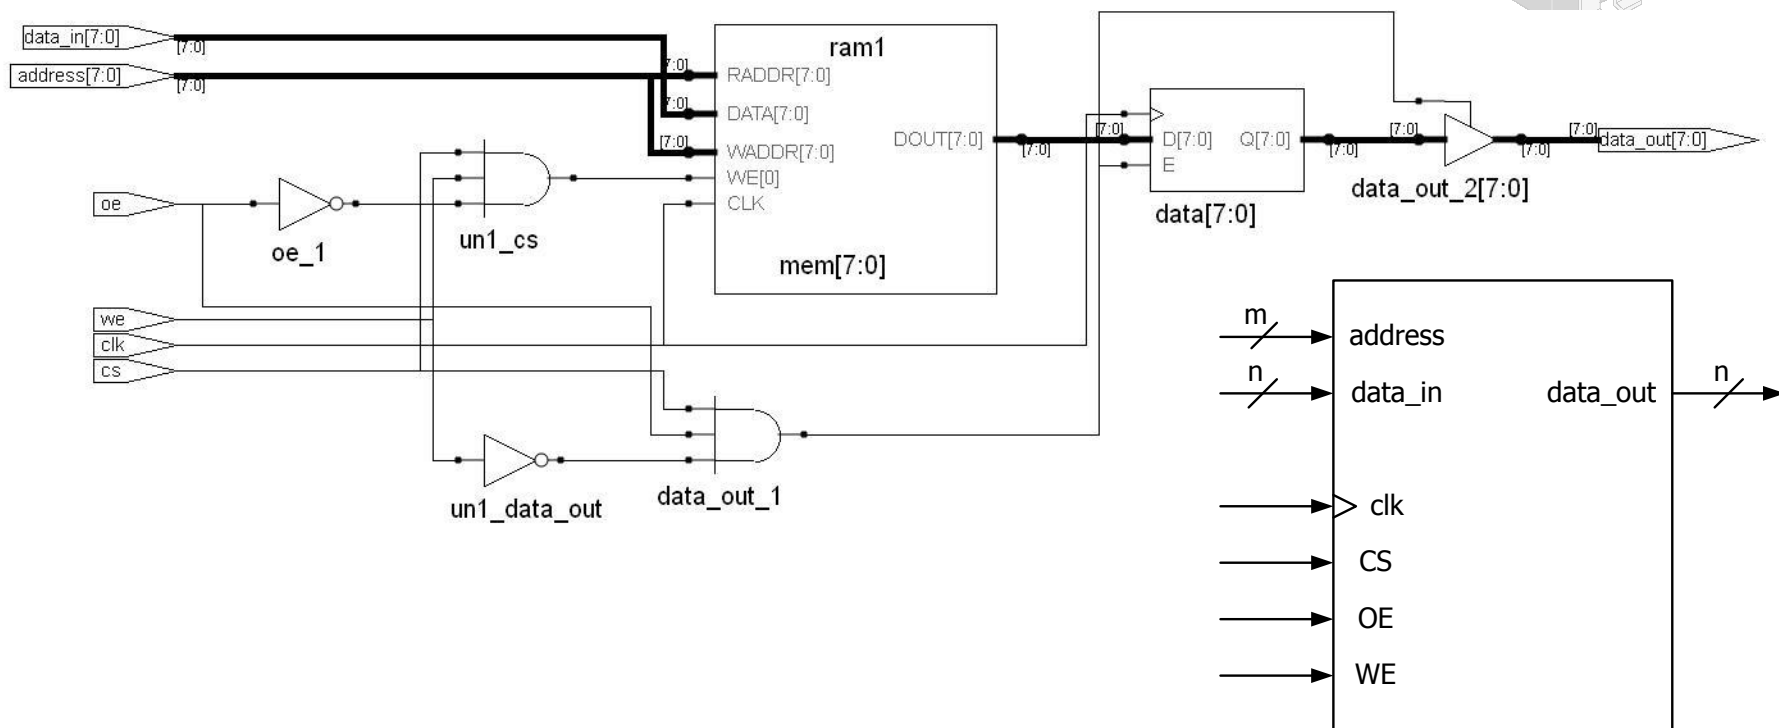 data_in[7:0]
[7:0]
address[7:0]
[7:0]
ram1
[7:0]
RADDR[7:0]
[7:0]
DATA[7:0]
[7:0]
WADDR[7:0]
WE[0]
CLK
DOUT[7:0]
[7:0]
mem[7:0]
[7:0]
D[7:0]
Q[7:0]
E
[7:0]
data[7:0]
[7:0]
[7:0]
data_out_2[7:0]
[7:0]
data_out[7:0]
oe
oe_1
un1_cs
we
clk
cs
un1_data_out
data_out_1
m
address
n
data_in
data_out
n
clk
CS
OE
WE